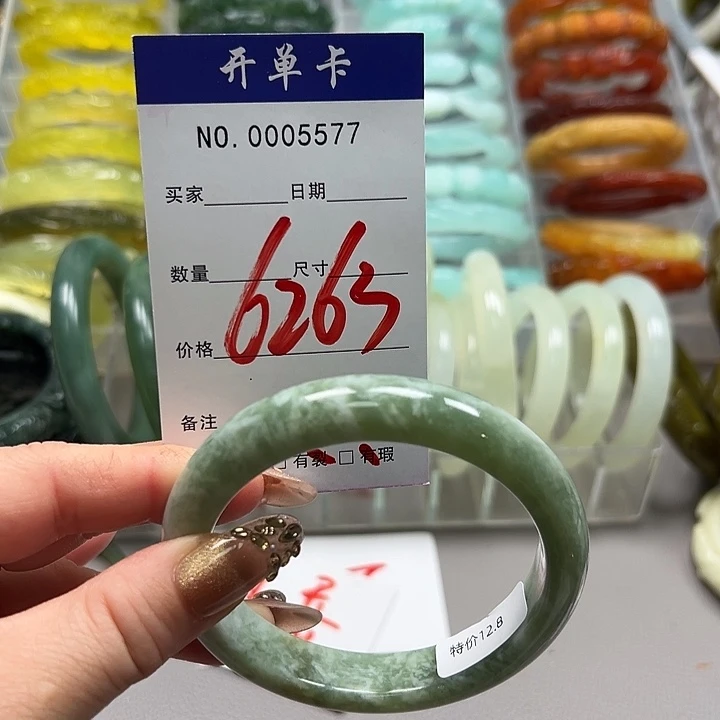 开单卡
NO. 0005577
买家 日期
数量 尺寸
6265
价格
备注
□有裂 □有瑕
特价12.8